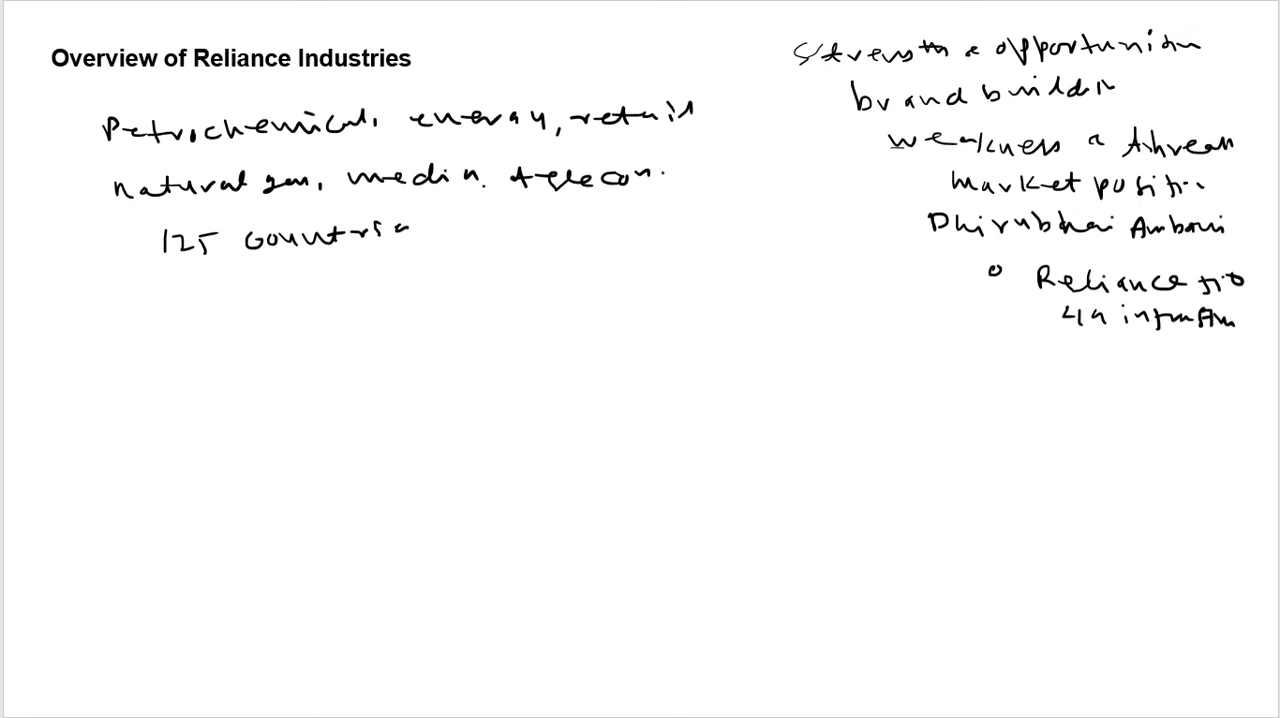 Overview of Reliance Industries
Petrochemical, energy, retail
natural gas, media, telecom.
125 countries
Strength & opportunities
brand builder
weakness & threats
market position
Dhirubhai Ambani
Reliance Jio
4G infra